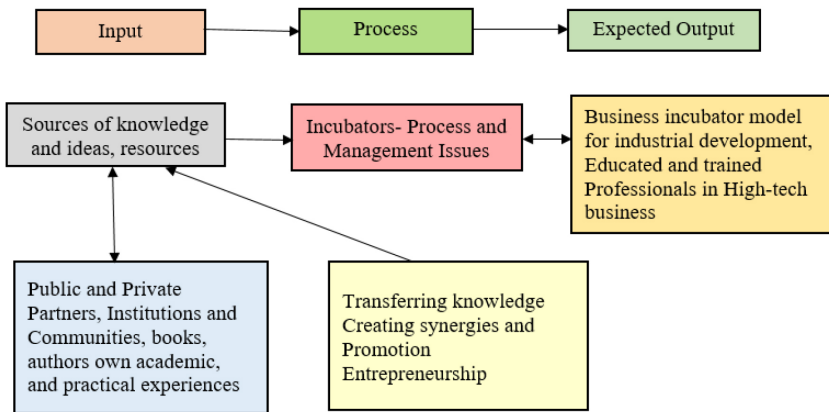 Input
Process
Expected Output
Sources of knowledge
and ideas, resources
Incubators- Process and
Management Issues
Business incubator model
for industrial development,
Educated and trained
Professionals in High-tech
business
Public and Private
Partners, Institutions and
Communities, books,
authors own academic,
and practical experiences
Transferring knowledge
Creating synergies and
Promotion
Entrepreneurship